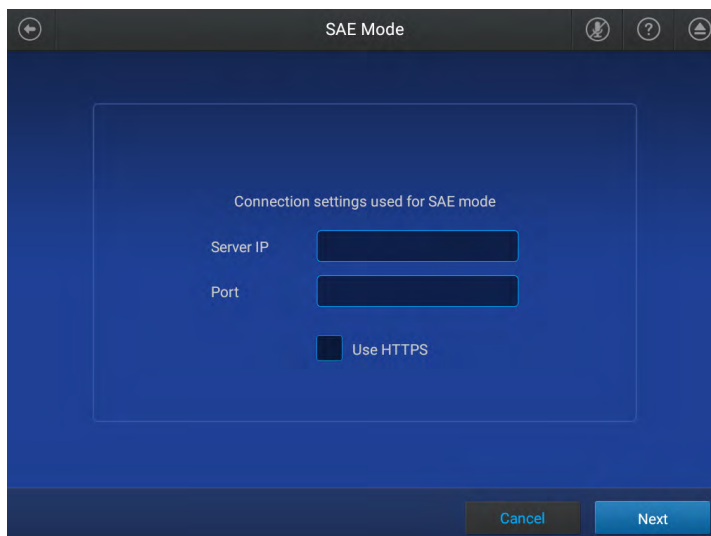 SAE Mode
?
Connection settings used for SAE mode
Server IP
Port
Use HTTPS
Cancel
Next